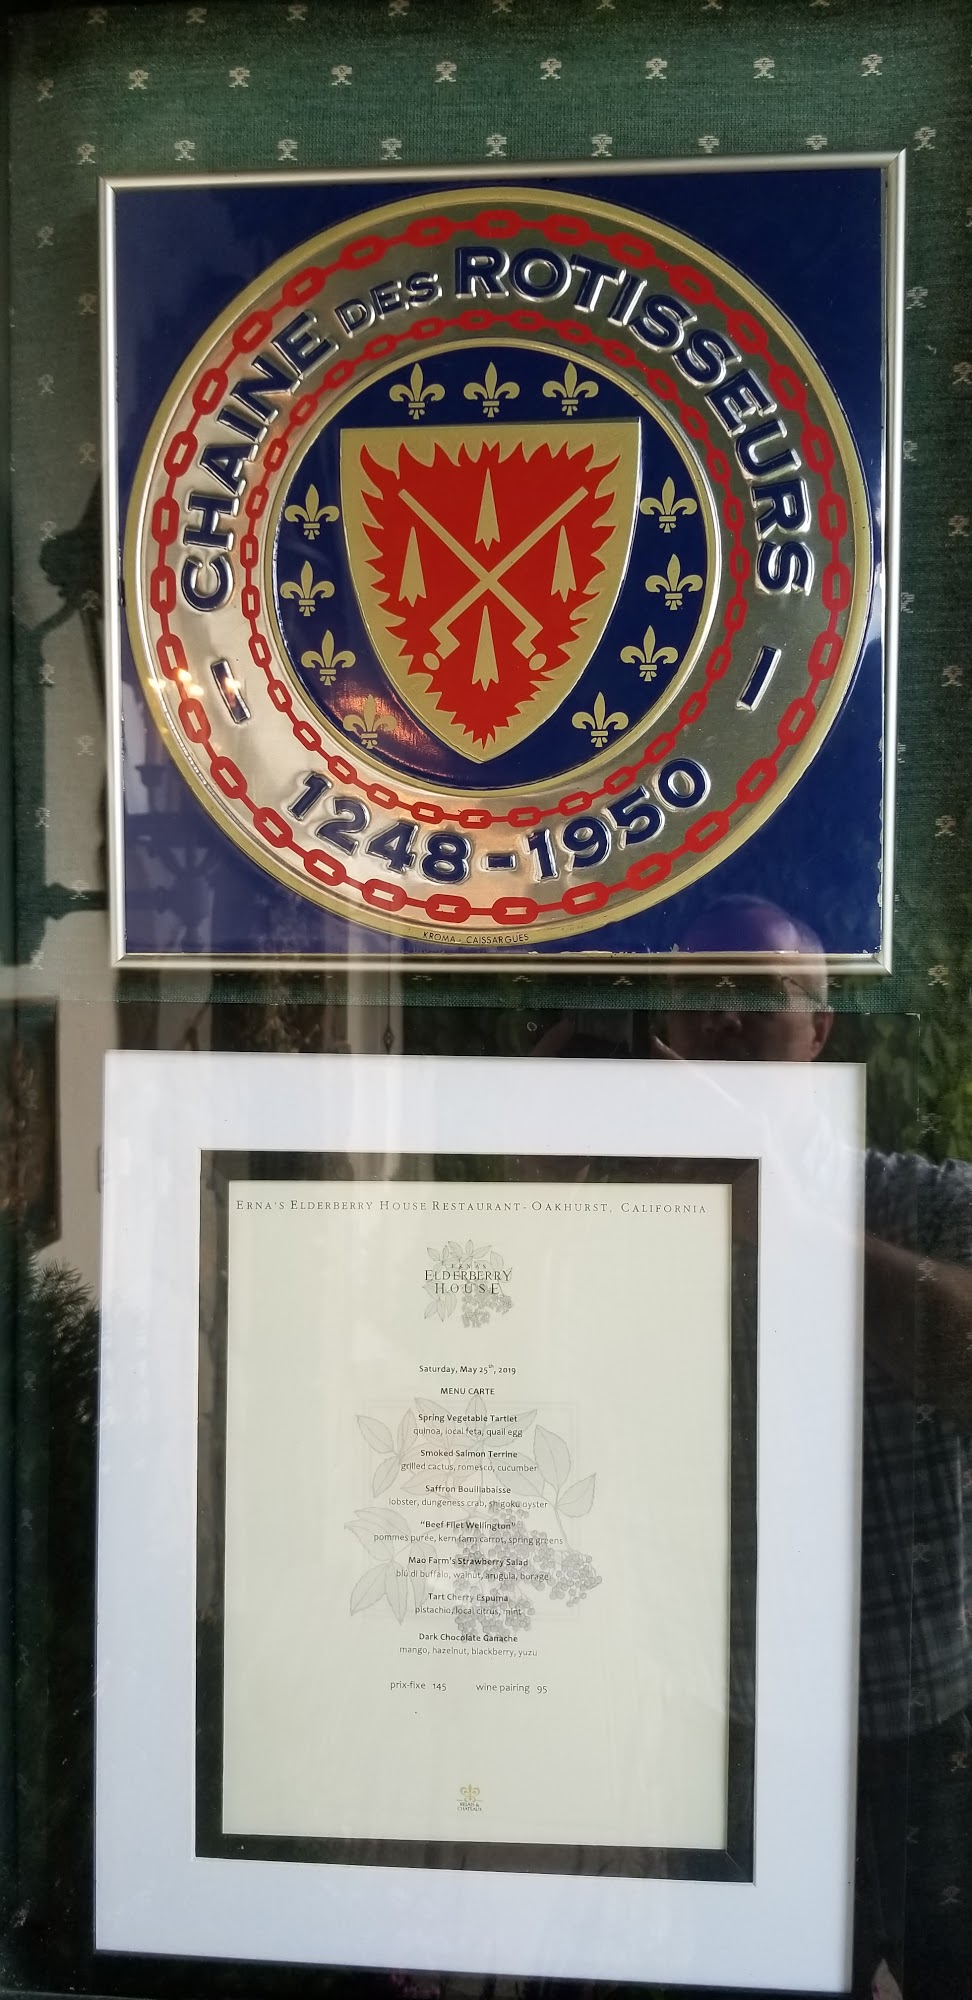 CHAINE DES ROTISSEURS
1248-1950
KROMA - CAISSARGUES
ERNA'S ELDERBERRY HOUSE RESTAURANT- OAKHURST, CALIFORNIA
ERNA'S
ELDERBERRY
HOUSE
Saturday, May 25th, 2019
MENU CARTE
Spring Vegetable Tartlet
quinoa, local feta, quail egg
Smoked Salmon Terrine
grilled cactus, romesco, cucumber
Saffron Bouillabaisse
lobster, dungeness crab, shigoku oyster
"Beef Filet Wellington"
pommes purée, kern farm carrot, spring greens
Mao Farm's Strawberry Salad
blu di buffalo, walnut, arugula, borage
Tart Cherry Espuma
pistachio, local citrus, mint
Dark Chocolate Ganache
mango, hazelnut, blackberry, yuzu
prix-fixe 145 wine pairing 95
RELAIS &
CHATEAUX